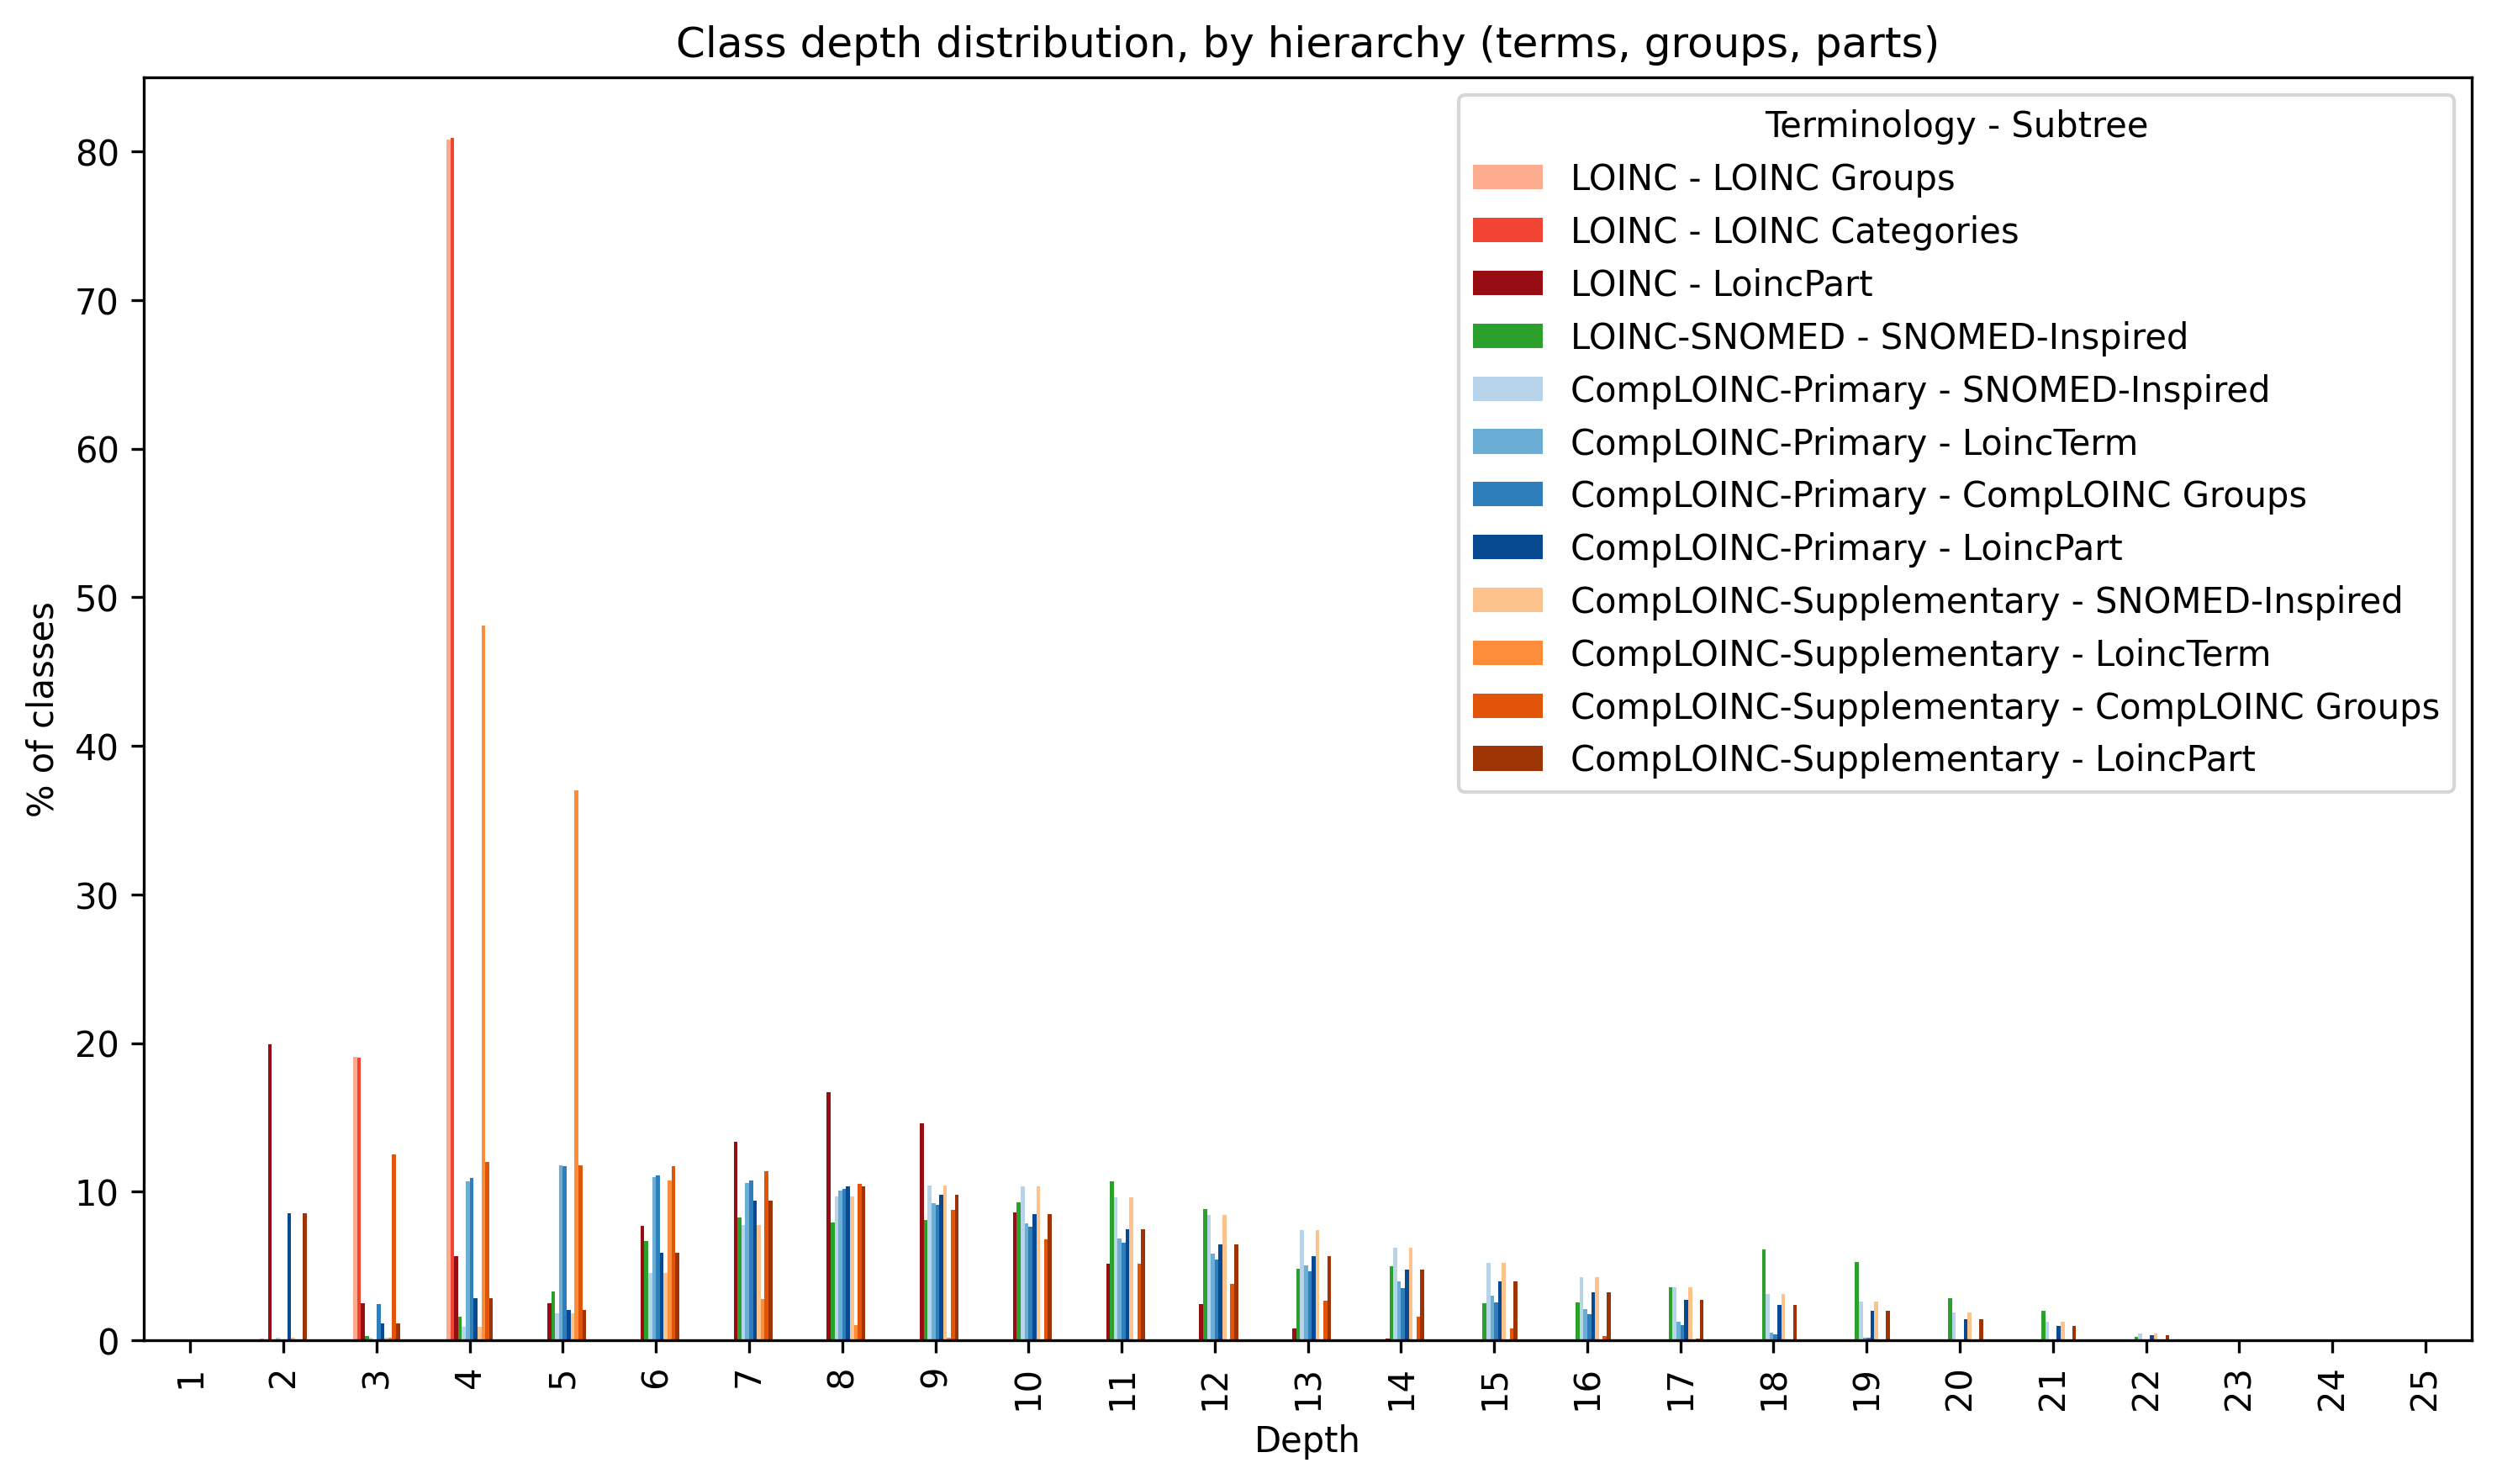 Class depth distribution, by hierarchy (terms, groups, parts)
Terminology - Subtree
LOINC - LOINC Groups
LOINC - LOINC Categories
LOINC - LoincPart
LOINC-SNOMED - SNOMED-Inspired
CompLOINC-Primary - SNOMED-Inspired
CompLOINC-Primary - LoincTerm
CompLOINC-Primary - CompLOINC Groups
CompLOINC-Primary - LoincPart
CompLOINC-Supplementary - SNOMED-Inspired
CompLOINC-Supplementary - LoincTerm
CompLOINC-Supplementary - CompLOINC Groups
CompLOINC-Supplementary - LoincPart
% of classes
80
70
60
50
40
30
20
10
0
1 2 3 4 5 6 7 8 9 10 11 12 13 14 15 16 17 18 19 20 21 22 23 24 25
Depth